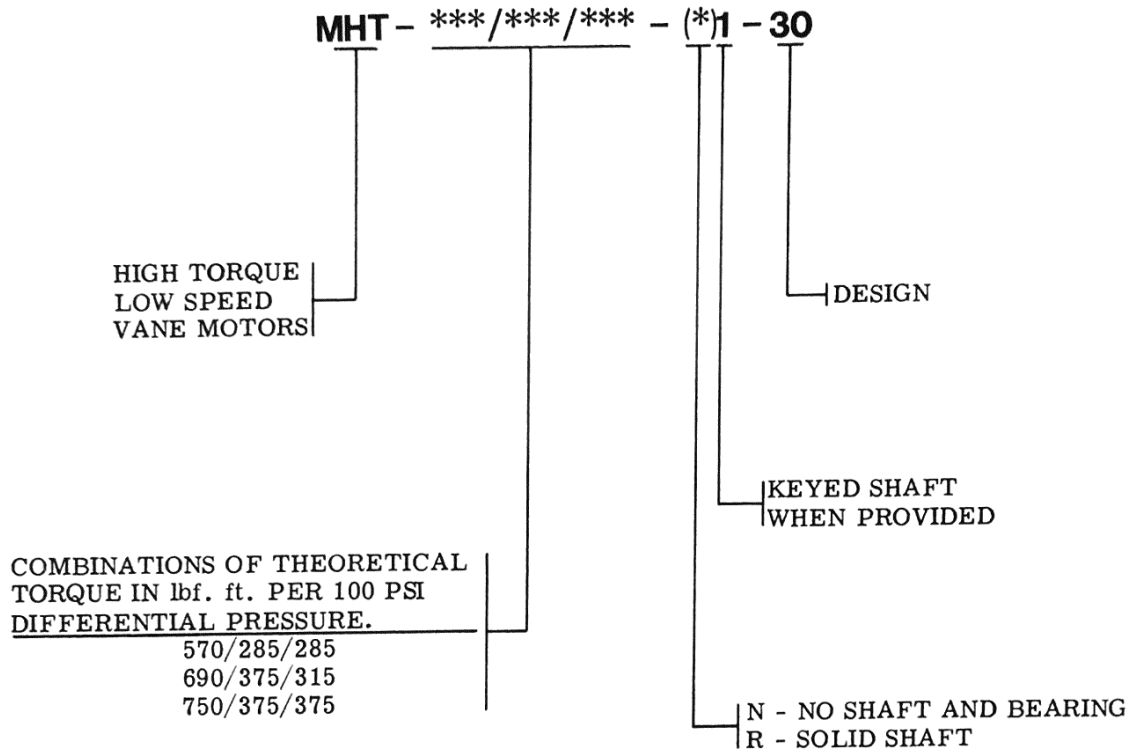 MHT - ***/***/*** - (*)1 - 30
HIGH TORQUE
LOW SPEED
VANE MOTORS
DESIGN
KEYED SHAFT
WHEN PROVIDED
COMBINATIONS OF THEORETICAL
TORQUE IN lbf. ft. PER 100 PSI
DIFFERENTIAL PRESSURE.
570/285/285
690/375/315
750/375/375
N - NO SHAFT AND BEARING
R - SOLID SHAFT